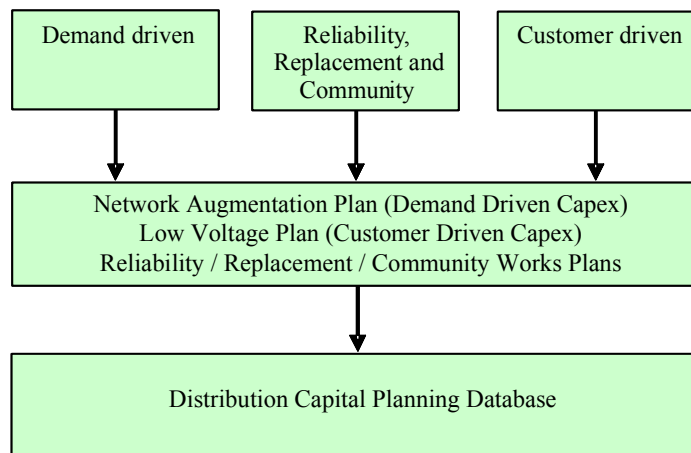 Demand driven
Reliability,
Replacement and
Community
Customer driven
Network Augmentation Plan (Demand Driven Capex)
Low Voltage Plan (Customer Driven Capex)
Reliability / Replacement / Community Works Plans
Distribution Capital Planning Database